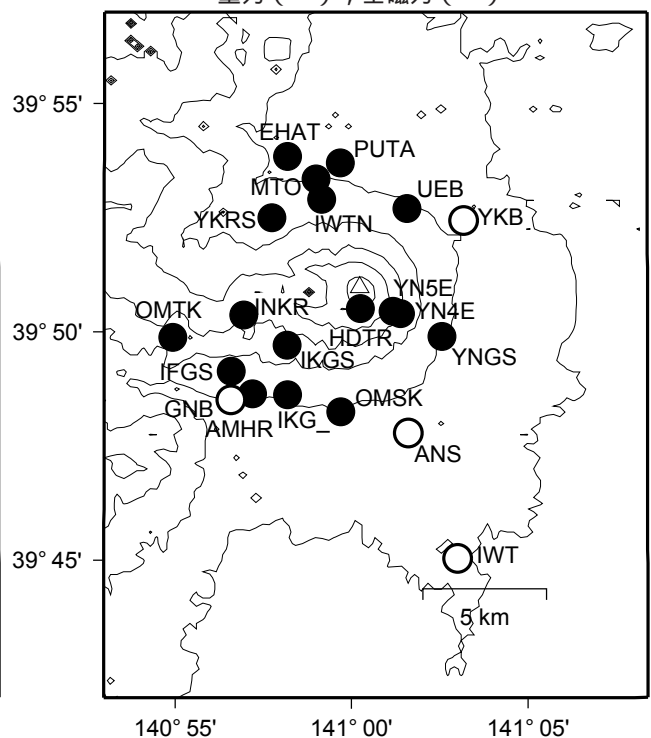 39° 55'
EHAT
PUTA
MTO
UEB
YKRS
IWTN
YKB
YN5E
OMTK
INKR
YN4E
39° 50'
HDTR
IKGS
YNGS
IFGS
GNB
OMSK
AMHR
IKG_
ANS
39° 45'
IWT
5 km
140° 55'
141° 00'
141° 05'